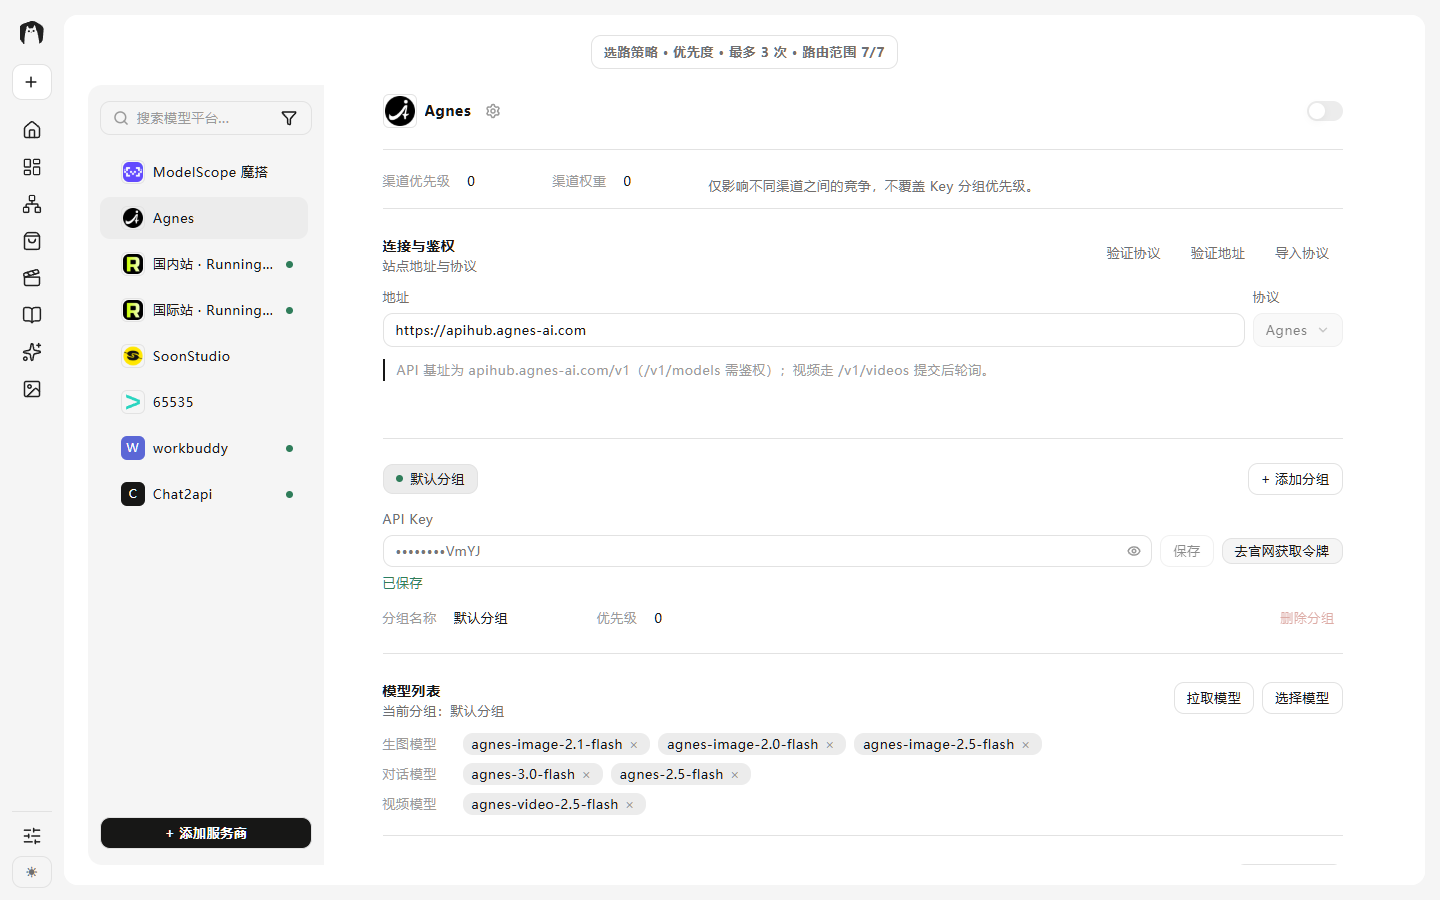 选路策略 • 优先度 • 最多 3 次 • 路由范围 7/7
搜索模型平台...
ModelScope 魔搭
Agnes
国内站 · Running...
国际站 · Running...
SoonStudio
65535
W workbuddy
C Chat2api
+ 添加服务商
Agnes
渠道优先级 0 渠道权重 0 仅影响不同渠道之间的竞争，不覆盖 Key 分组优先级。
连接与鉴权
站点地址与协议
验证协议 验证地址 导入协议
地址 协议
https://apihub.agnes-ai.com Agnes
API 基址为 apihub.agnes-ai.com/v1（/v1/models 需鉴权）；视频走 /v1/videos 提交后轮询。
默认分组 + 添加分组
API Key
••••••••VmYJ 保存 去官网获取令牌
已保存
分组名称 默认分组 优先级 0 删除分组
模型列表
当前分组：默认分组
拉取模型 选择模型
生图模型 agnes-image-2.1-flash × agnes-image-2.0-flash × agnes-image-2.5-flash ×
对话模型 agnes-3.0-flash × agnes-2.5-flash ×
视频模型 agnes-video-2.5-flash ×